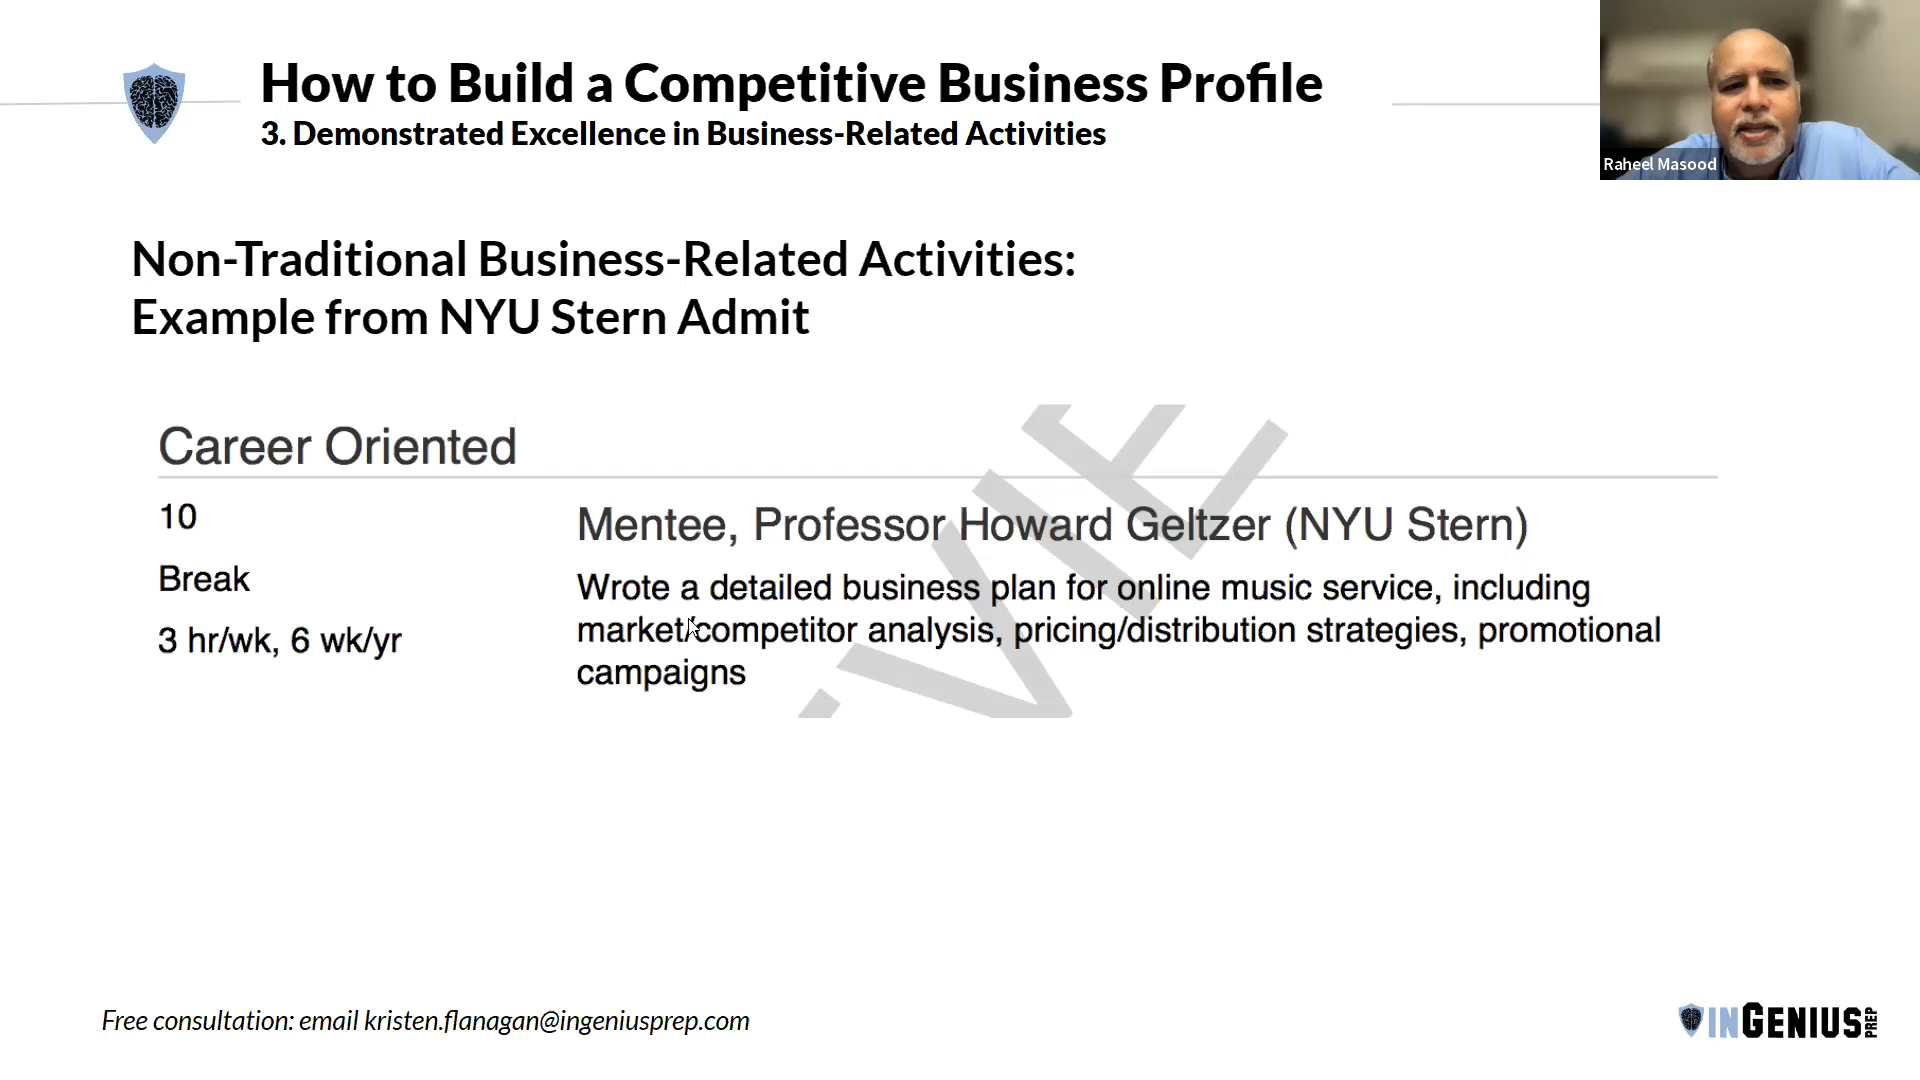 How to Build a Competitive Business Profile
3. Demonstrated Excellence in Business-Related Activities
Raheel Masood
Non-Traditional Business-Related Activities:
Example from NYU Stern Admit
Career Oriented
10
Break
3 hr/wk, 6 wk/yr
Mentee, Professor Howard Geltzer (NYU Stern)
Wrote a detailed business plan for online music service, including
market/competitor analysis, pricing/distribution strategies, promotional
campaigns
Free consultation: email kristen.flanagan@ingeniusprep.com
INGENIUS PREP